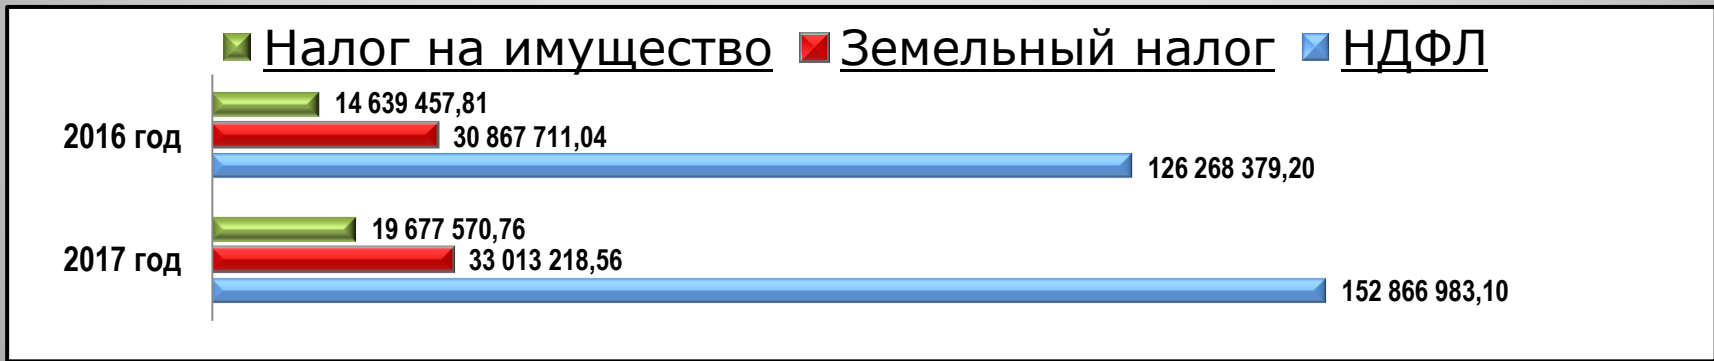 Налог на имущество Земельный налог НДФЛ
14 639 457,81
2016 год
30 867 711,04
126 268 379,20
19 677 570,76
2017 год
33 013 218,56
152 866 983,10